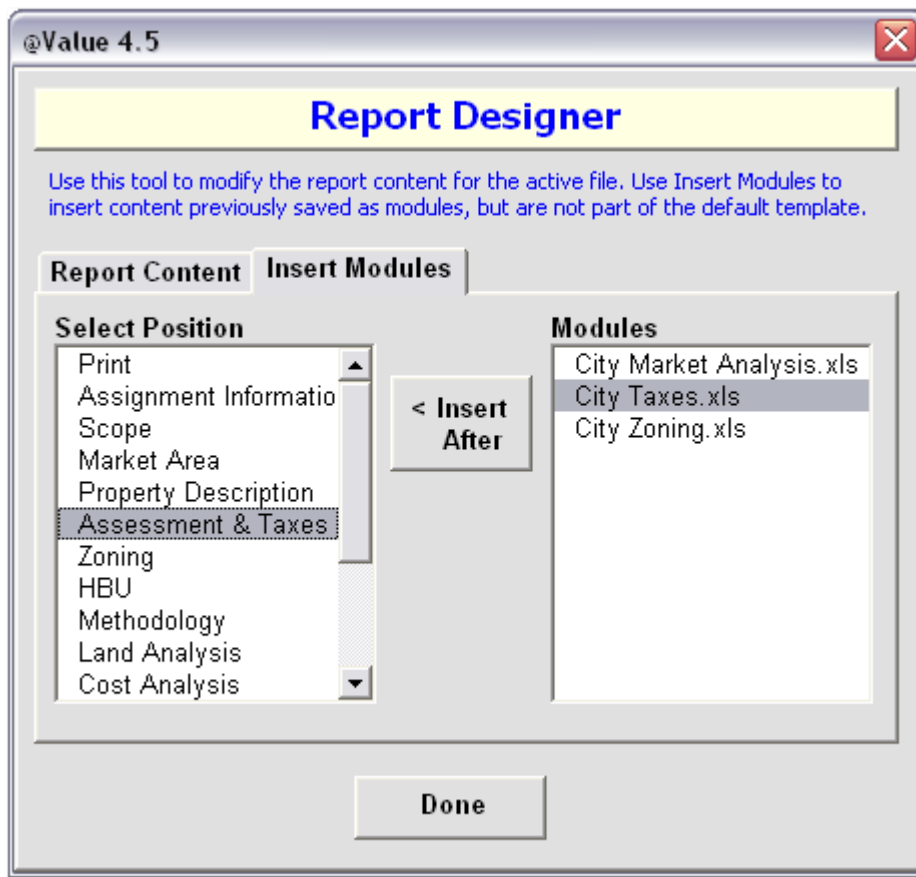 @Value 4.5
Report Designer
Use this tool to modify the report content for the active file. Use Insert Modules to
insert content previously saved as modules, but are not part of the default template.
Report Content
Insert Modules
Select Position
Print
Assignment Informatio
Scope
Market Area
Property Description
Assessment & Taxes
Zoning
HBU
Methodology
Land Analysis
Cost Analysis
< Insert
After
Modules
City Market Analysis.xls
City Taxes.xls
City Zoning.xls
Done